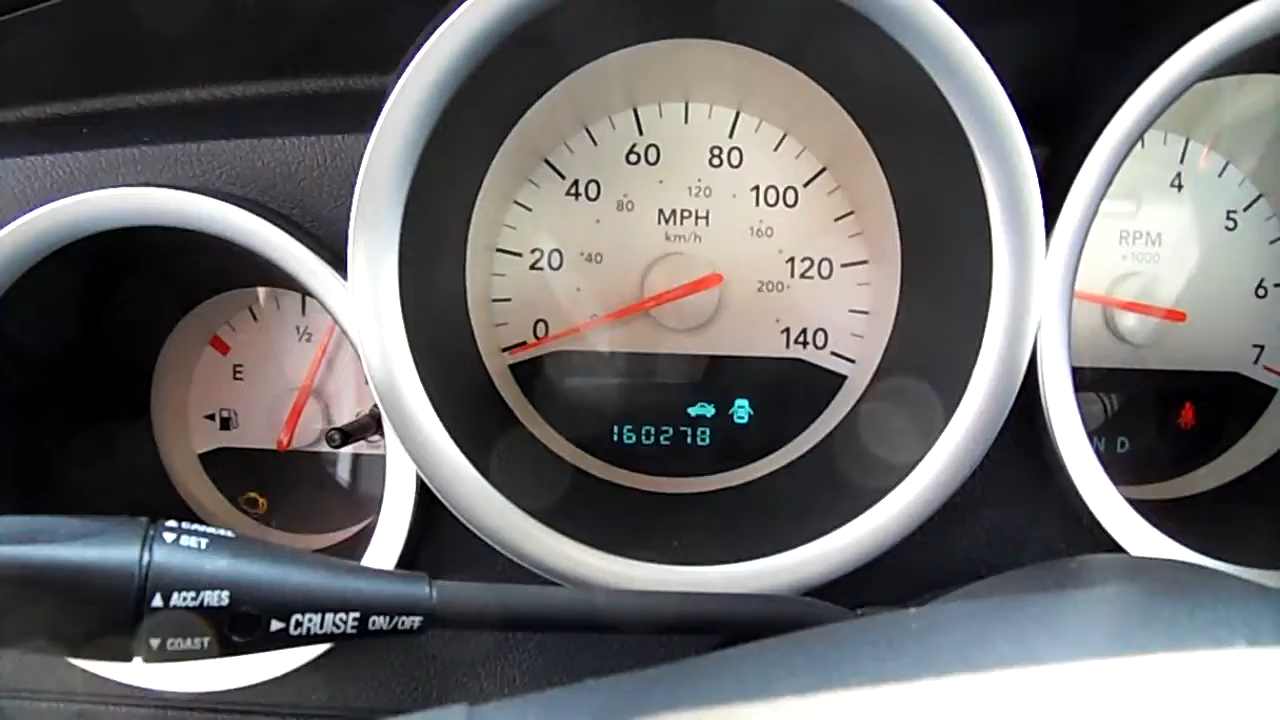 60 80
40 100
80 120
MPH
km/h 160
20 40 120
200
0 140
160278
½
E
4
5
RPM
x1000
6
7
N D
CANCEL
SET
ACC/RES
CRUISE ON/OFF
COAST